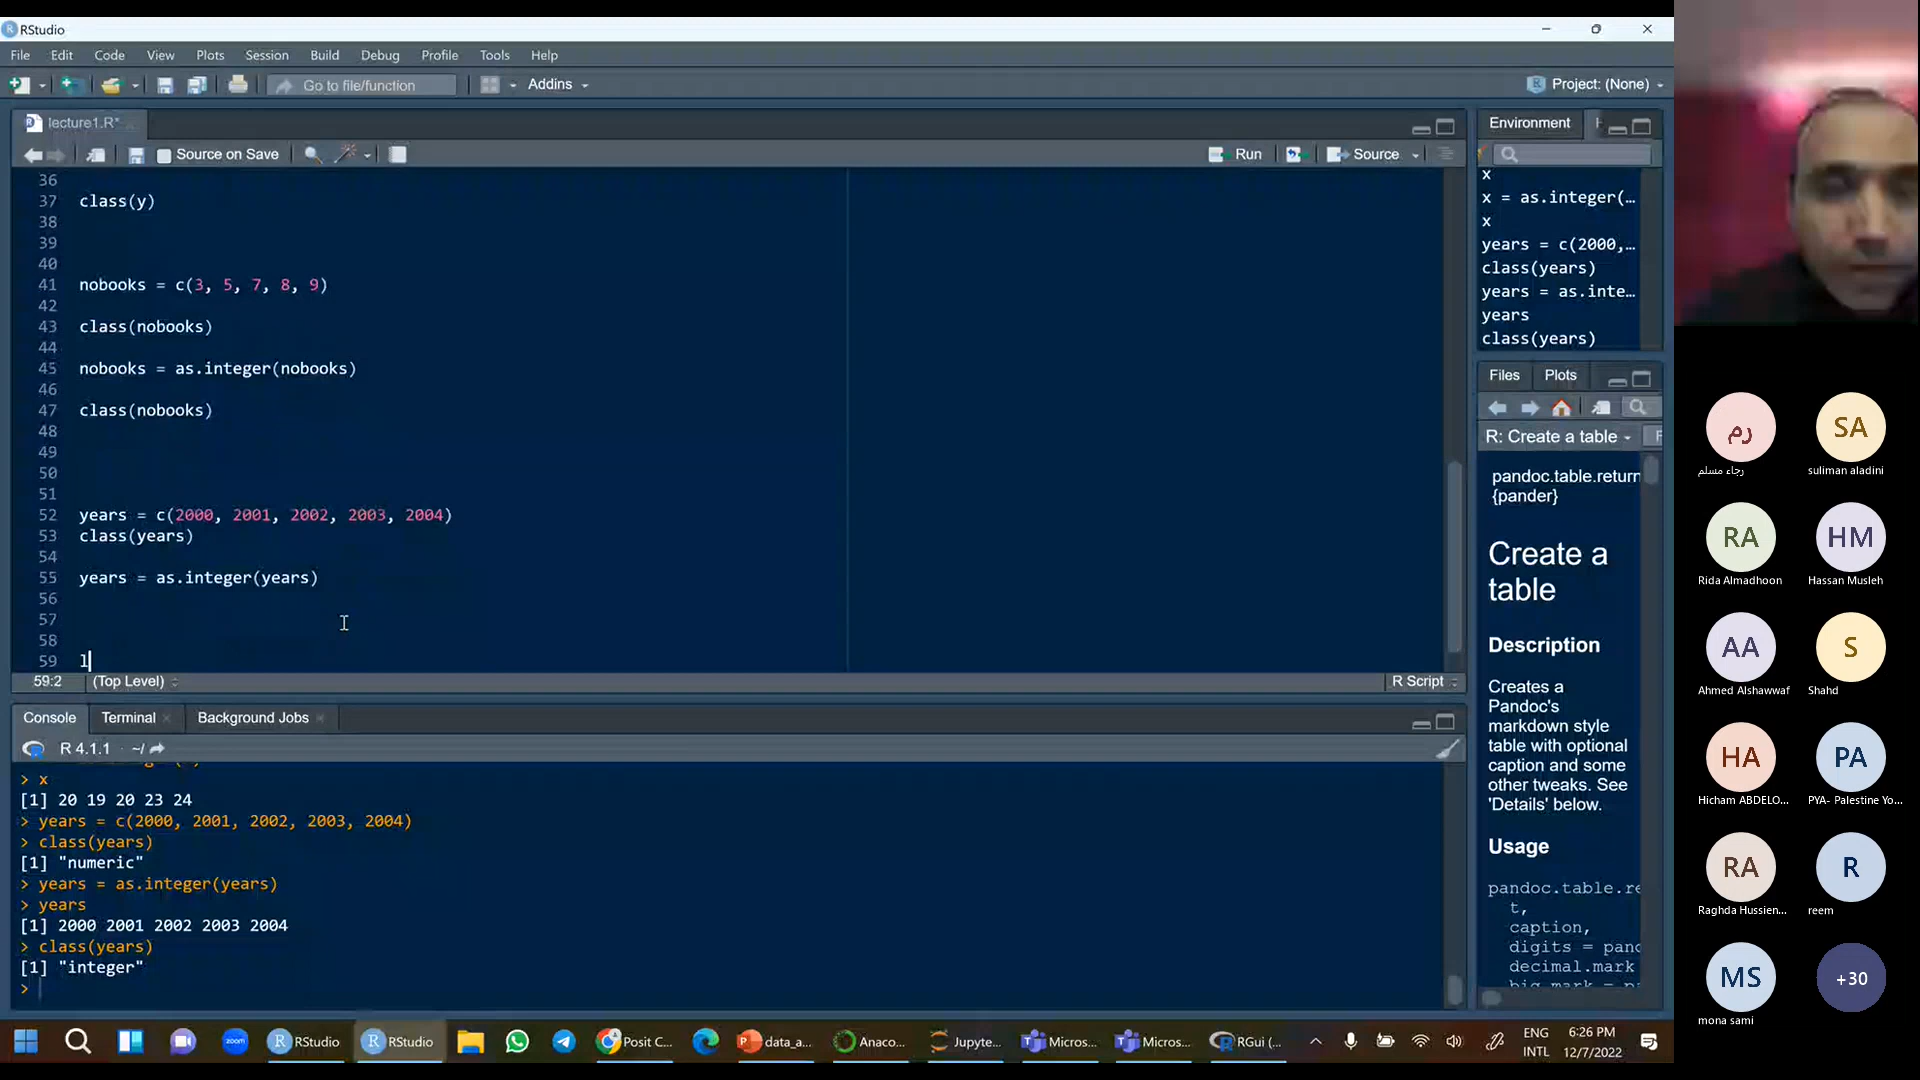 RStudio
File Edit Code View Plots Session Build Debug Profile Tools Help
Go to file/function Addins Project: (None)
lecture1.R*
Source on Save Run Source
36
37 class(y)
38
39
40
41 nobooks = c(3, 5, 7, 8, 9)
42
43 class(nobooks)
44
45 nobooks = as.integer(nobooks)
46
47 class(nobooks)
48
49
50
51
52 years = c(2000, 2001, 2002, 2003, 2004)
53 class(years)
54
55 years = as.integer(years)
56
57
58
59 l
59:2 (Top Level) R Script
Console Terminal Background Jobs
R 4.1.1 · ~/
> x
[1] 20 19 20 23 24
> years = c(2000, 2001, 2002, 2003, 2004)
> class(years)
[1] "numeric"
> years = as.integer(years)
> years
[1] 2000 2001 2002 2003 2004
> class(years)
[1] "integer"
>
Environment
x
x = as.integer(…
x
years = c(2000,…
class(years)
years = as.inte…
years
class(years)
Files Plots
R: Create a table
pandoc.table.return
{pander}
Create a
table
Description
Creates a
Pandoc's
markdown style
table with optional
caption and some
other tweaks. See
'Details' below.
Usage
pandoc.table.re
t,
caption,
digits = pand
decimal.mark
رم
رجاء مسلم
SA
suliman aladini
RA
Rida Almadhoon
HM
Hassan Musleh
AA
Ahmed Alshawwaf
S
Shahd
HA
Hicham ABDELO...
PA
PYA- Palestine Yo...
RA
Raghda Hussien...
R
reem
MS
mona sami
+30
zoom
RStudio RStudio Posit C... data_a... Anaco... Jupyte... Micros... Micros... RGui (...
ENG
INTL
6:26 PM
12/7/2022